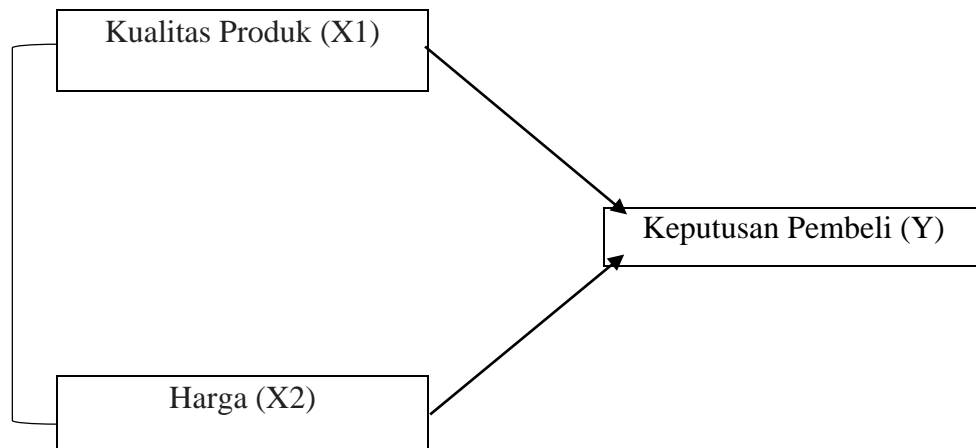 Kualitas Produk (X1)
Keputusan Pembeli (Y)
Harga (X2)